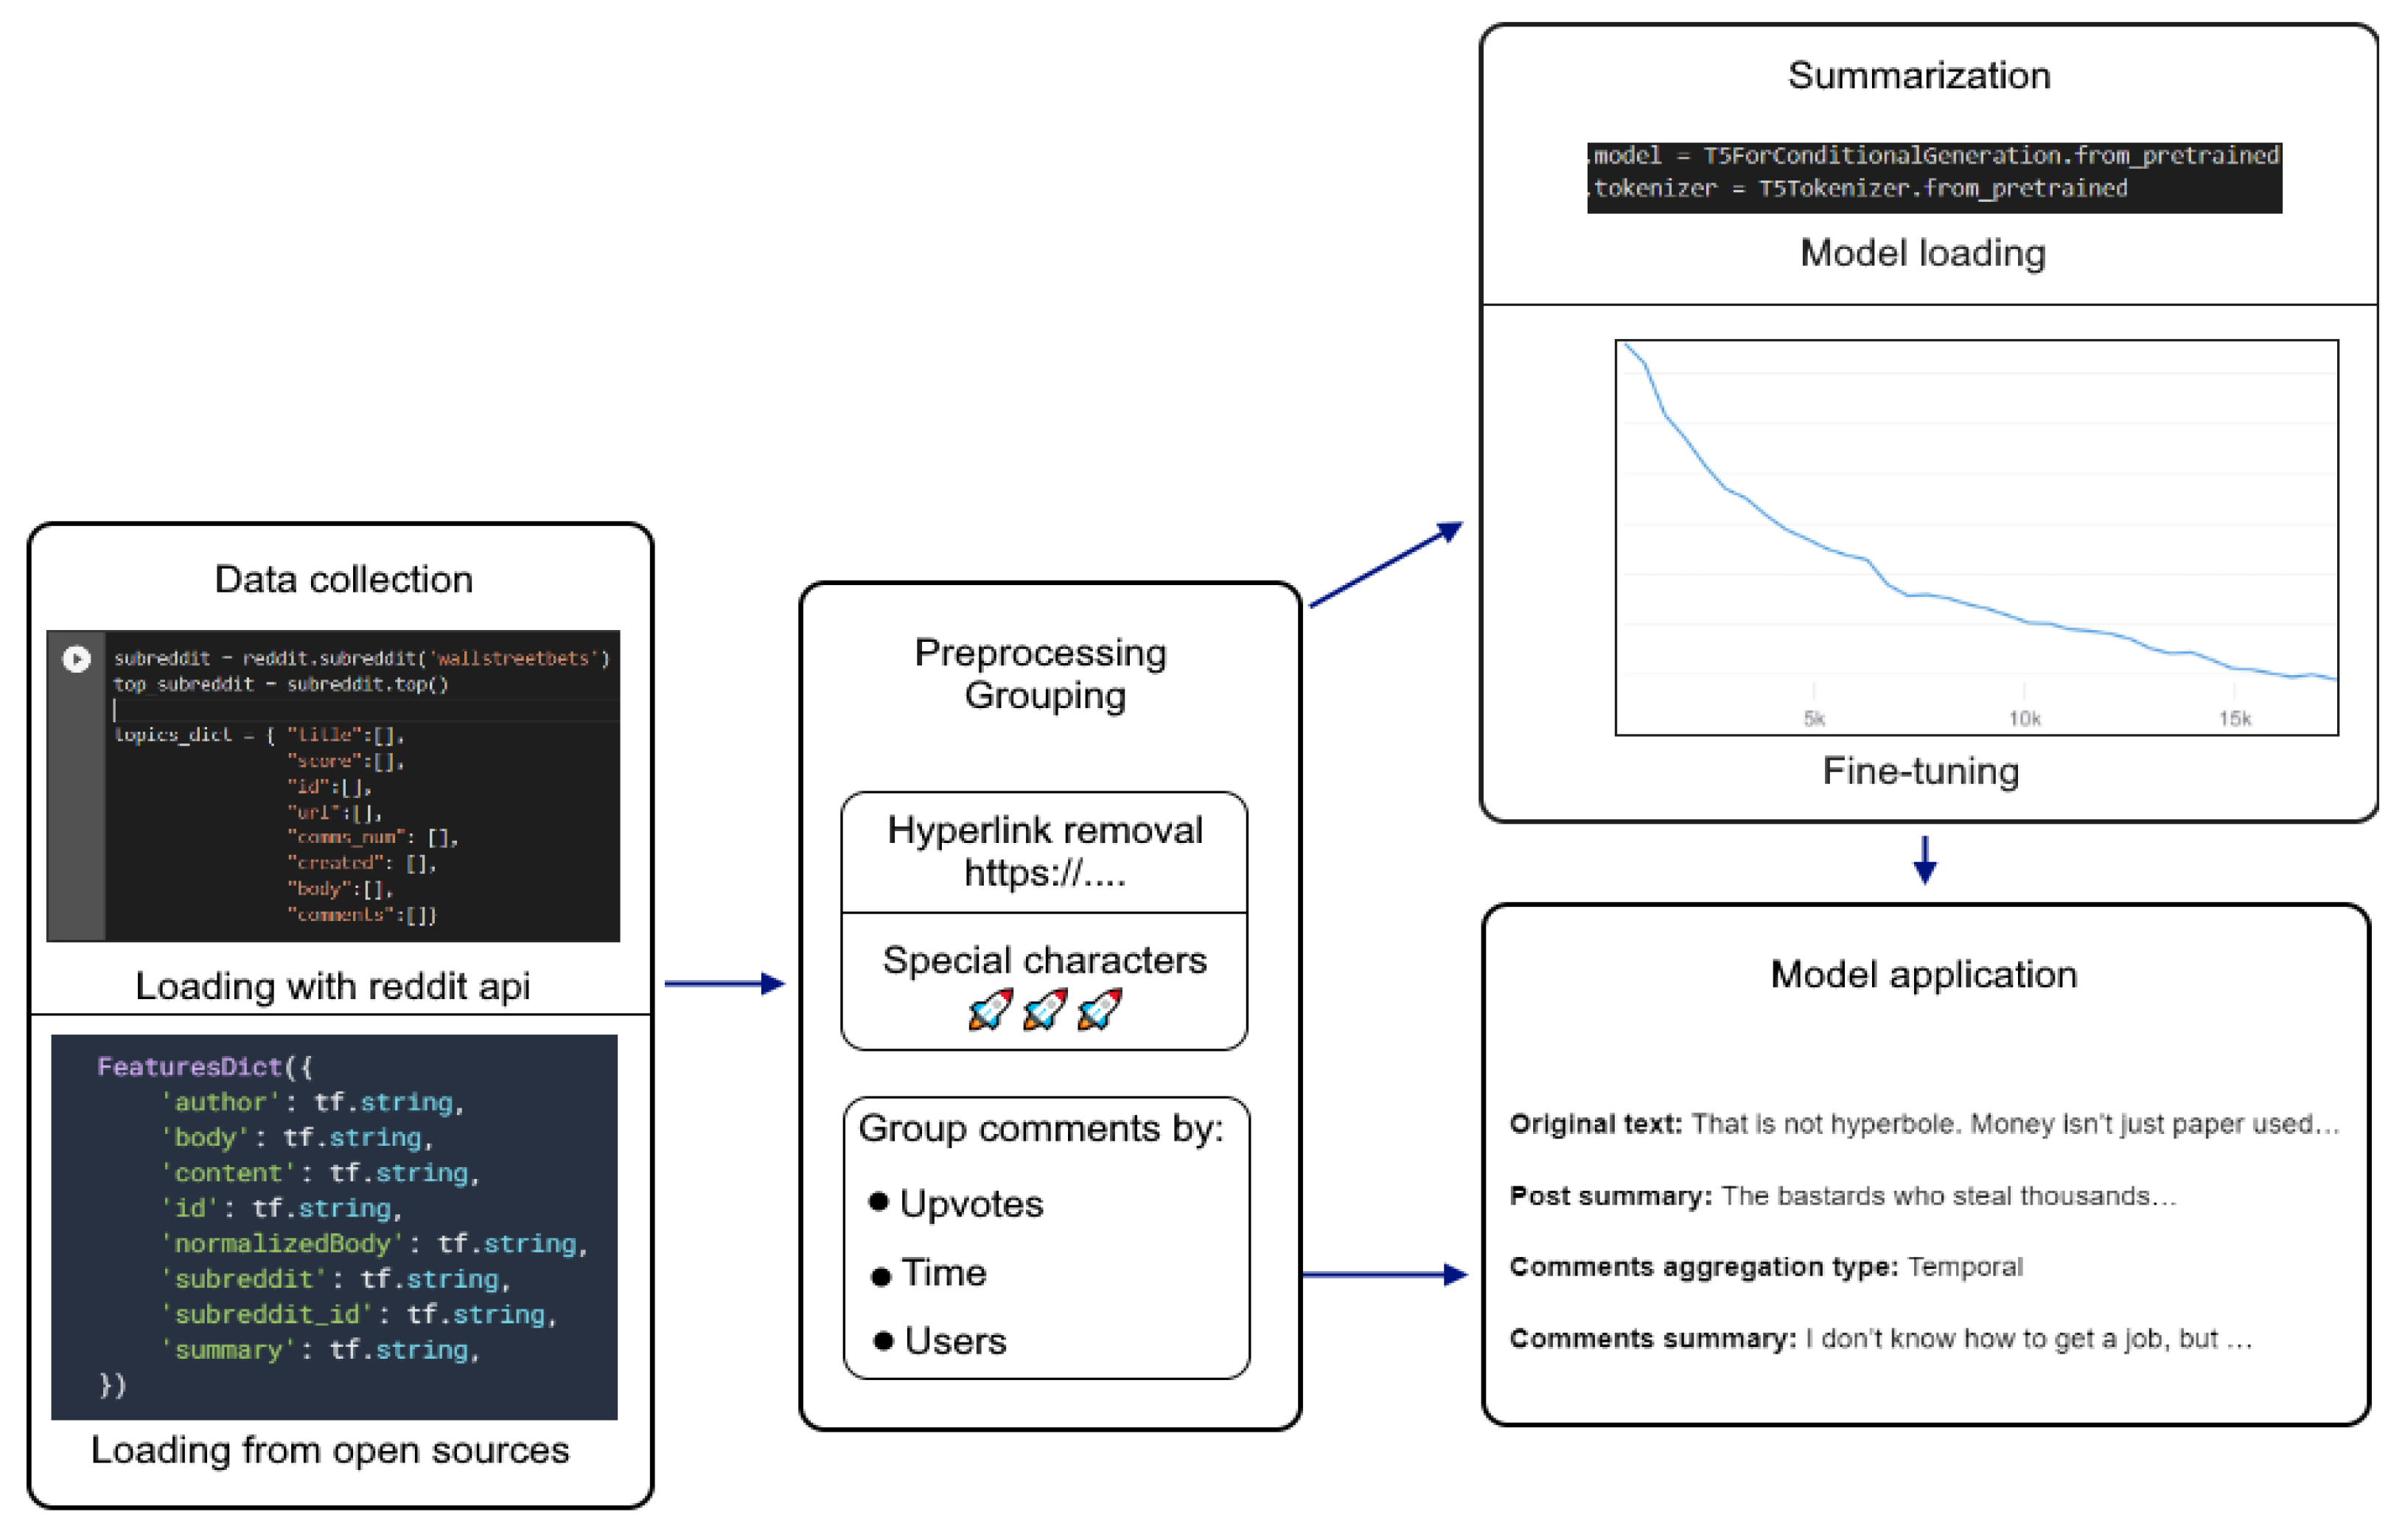 Data collection
subreddit = reddit.subreddit('wallstreetbets')
top_subreddit = subreddit.top()
topics_dict = { "title":[],
"score":[],
"id":[],
"url":[],
"comms_num": [],
"created": [],
"body":[],
"comments":[]}
Loading with reddit api
FeaturesDict({
'author': tf.string,
'body': tf.string,
'content': tf.string,
'id': tf.string,
'normalizedBody': tf.string,
'subreddit': tf.string,
'subreddit_id': tf.string,
'summary': tf.string,
})
Loading from open sources
Preprocessing
Grouping
Hyperlink removal
https://....
Special characters
Group comments by:
● Upvotes
● Time
● Users
Summarization
.model = T5ForConditionalGeneration.from_pretrained
.tokenizer = T5Tokenizer.from_pretrained
Model loading
5k 10k 15k
Fine-tuning
Model application
Original text: That is not hyperbole. Money isn't just paper used...
Post summary: The bastards who steal thousands...
Comments aggregation type: Temporal
Comments summary: I don't know how to get a job, but ...